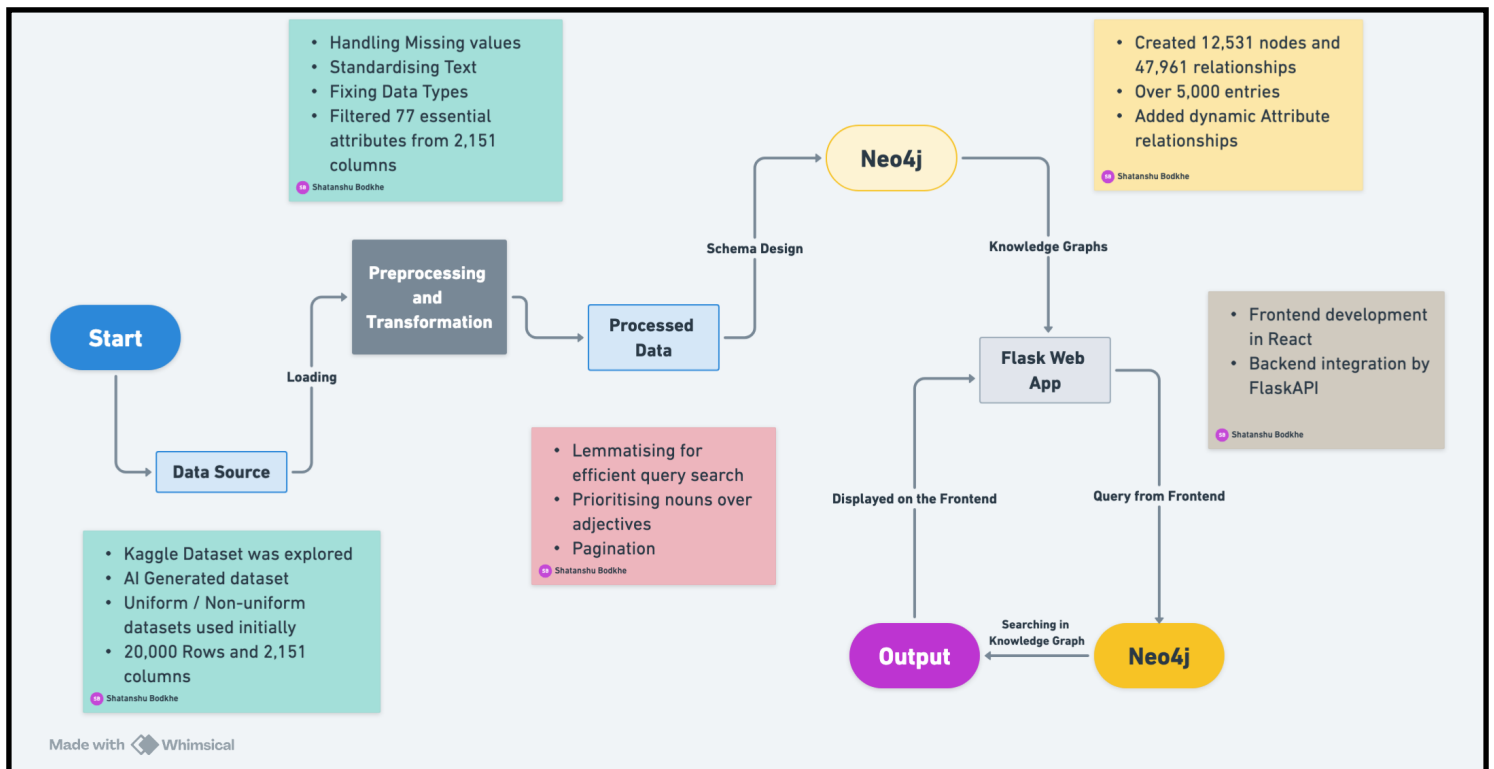 • Handling Missing values
• Standardising Text
• Fixing Data Types
• Filtered 77 essential
attributes from 2,151
columns
SB Shatanshu Bodkhe
• Created 12,531 nodes and
47,961 relationships
• Over 5,000 entries
• Added dynamic Attribute
relationships
SB Shatanshu Bodkhe
Neo4j
Schema Design
Knowledge Graphs
Preprocessing
and
Transformation
Start
Loading
Processed
Data
Flask Web
App
• Frontend development
in React
• Backend integration by
FlaskAPI
SB Shatanshu Bodkhe
Data Source
• Lemmatising for
efficient query search
• Prioritising nouns over
adjectives
• Pagination
SB Shatanshu Bodkhe
Displayed on the Frontend
Query from Frontend
• Kaggle Dataset was explored
• AI Generated dataset
• Uniform / Non-uniform
datasets used initially
• 20,000 Rows and 2,151
columns
SB Shatanshu Bodkhe
Output
Searching in
Knowledge Graph
Neo4j
Made with Whimsical